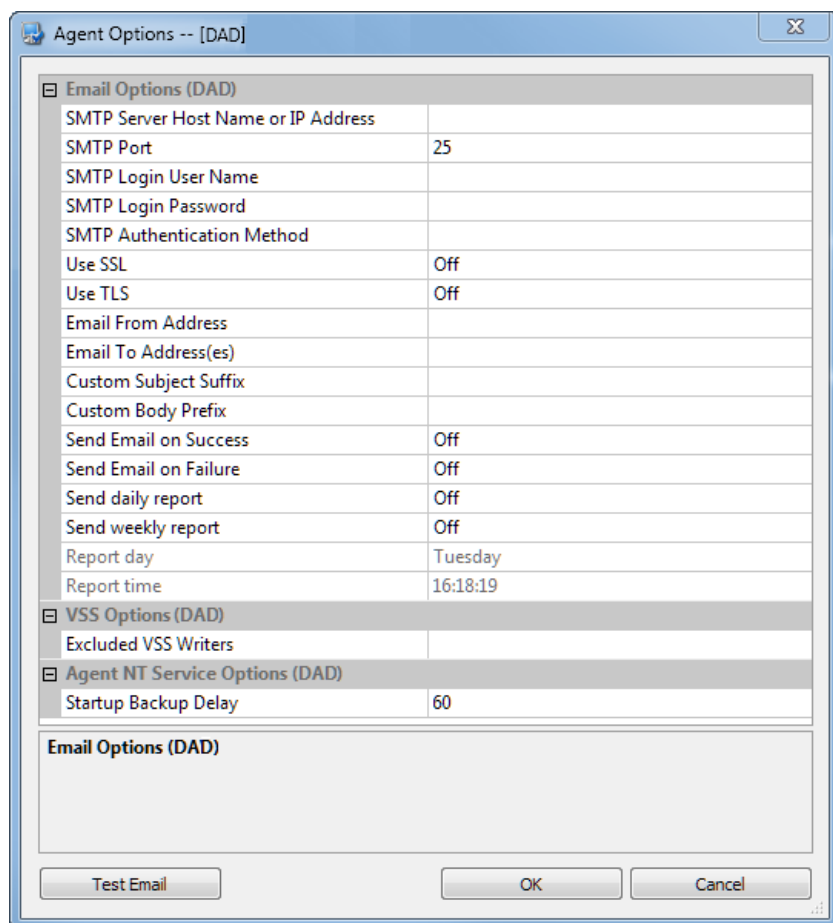 Agent Options -- [DAD]
Email Options (DAD)
SMTP Server Host Name or IP Address
SMTP Port 25
SMTP Login User Name
SMTP Login Password
SMTP Authentication Method
Use SSL Off
Use TLS Off
Email From Address
Email To Address(es)
Custom Subject Suffix
Custom Body Prefix
Send Email on Success Off
Send Email on Failure Off
Send daily report Off
Send weekly report Off
Report day Tuesday
Report time 16:18:19
VSS Options (DAD)
Excluded VSS Writers
Agent NT Service Options (DAD)
Startup Backup Delay 60
Email Options (DAD)
Test Email OK Cancel